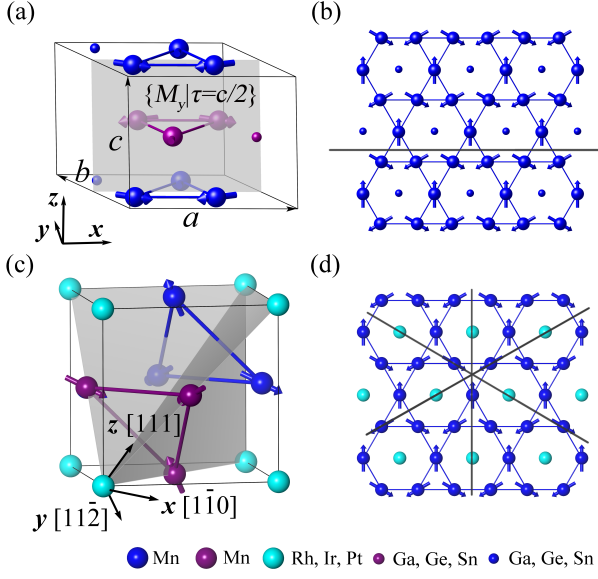 (a)
(b)
{M_y|τ=c/2}
c
b
a
z
y
x
(c)
(d)
z [111]
x [11̄0]
y [112̄]
Mn Mn Rh, Ir, Pt Ga, Ge, Sn Ga, Ge, Sn